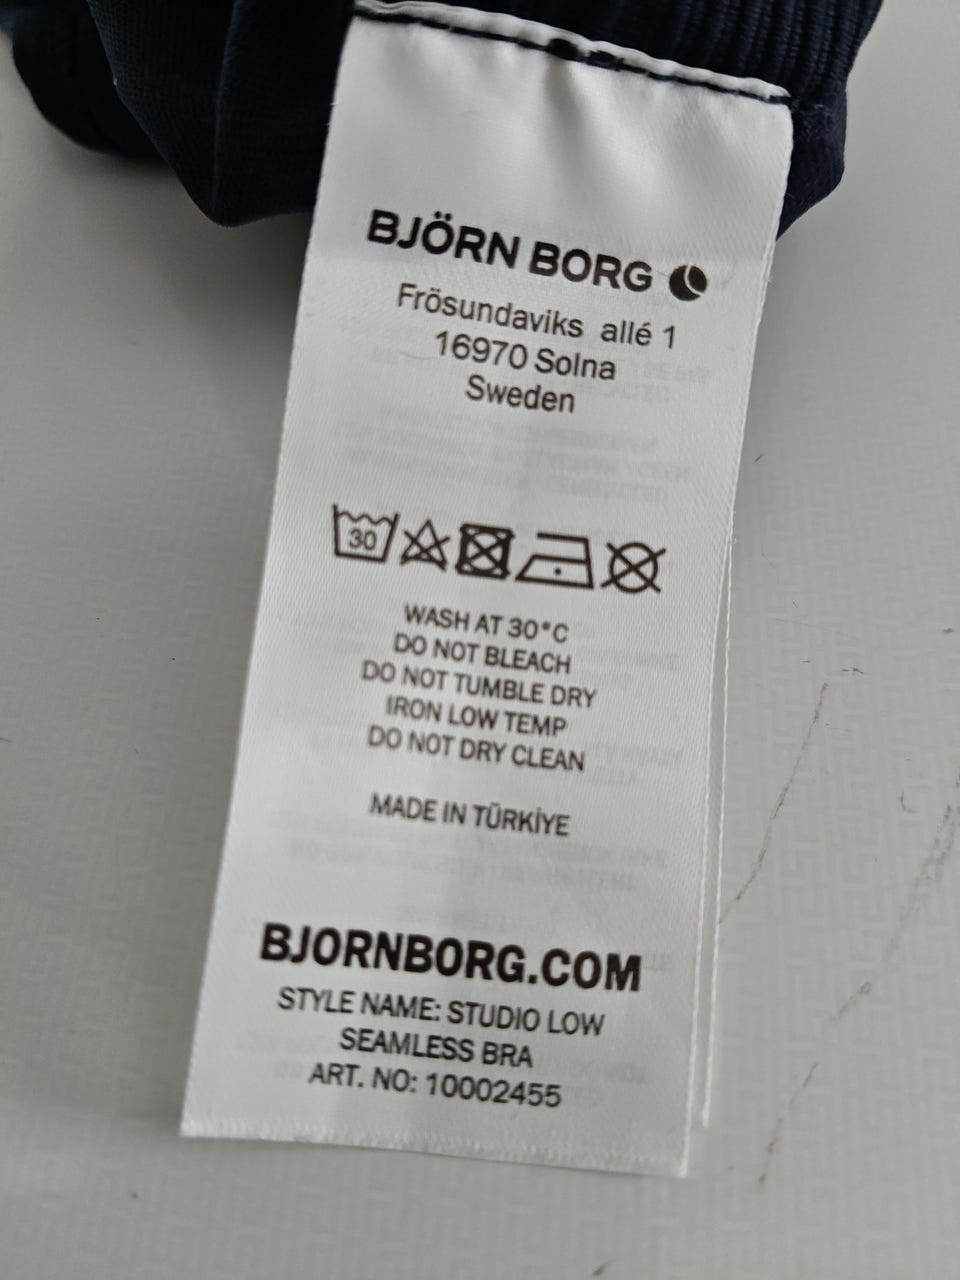 BJÖRN BORG
Frösundaviks allé 1
16970 Solna
Sweden
30
WASH AT 30°C
DO NOT BLEACH
DO NOT TUMBLE DRY
IRON LOW TEMP
DO NOT DRY CLEAN
MADE IN TÜRKİYE
BJORNBORG.COM
STYLE NAME: STUDIO LOW
SEAMLESS BRA
ART. NO: 10002455